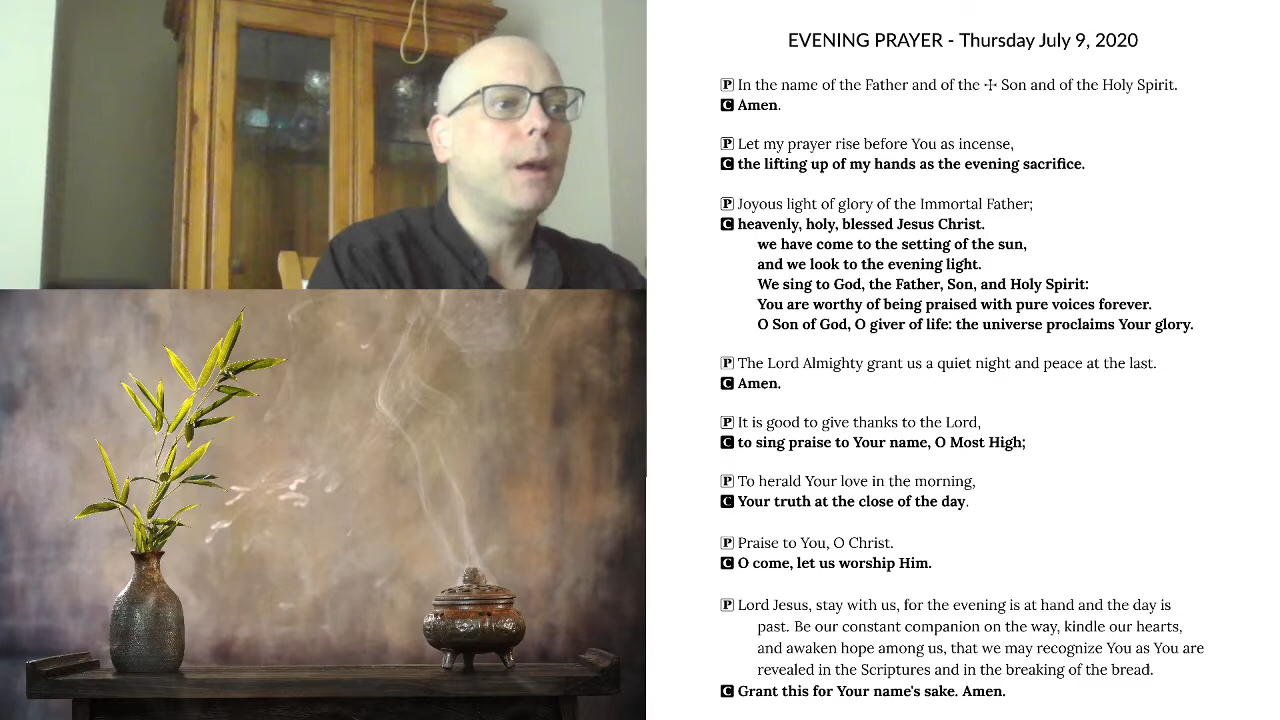 EVENING PRAYER - Thursday July 9, 2020
P In the name of the Father and of the ☩ Son and of the Holy Spirit.
C Amen.
P Let my prayer rise before You as incense,
C the lifting up of my hands as the evening sacrifice.
P Joyous light of glory of the Immortal Father;
C heavenly, holy, blessed Jesus Christ.
we have come to the setting of the sun,
and we look to the evening light.
We sing to God, the Father, Son, and Holy Spirit:
You are worthy of being praised with pure voices forever.
O Son of God, O giver of life: the universe proclaims Your glory.
P The Lord Almighty grant us a quiet night and peace at the last.
C Amen.
P It is good to give thanks to the Lord,
C to sing praise to Your name, O Most High;
P To herald Your love in the morning,
C Your truth at the close of the day.
P Praise to You, O Christ.
C O come, let us worship Him.
P Lord Jesus, stay with us, for the evening is at hand and the day is
past. Be our constant companion on the way, kindle our hearts,
and awaken hope among us, that we may recognize You as You are
revealed in the Scriptures and in the breaking of the bread.
C Grant this for Your name's sake. Amen.